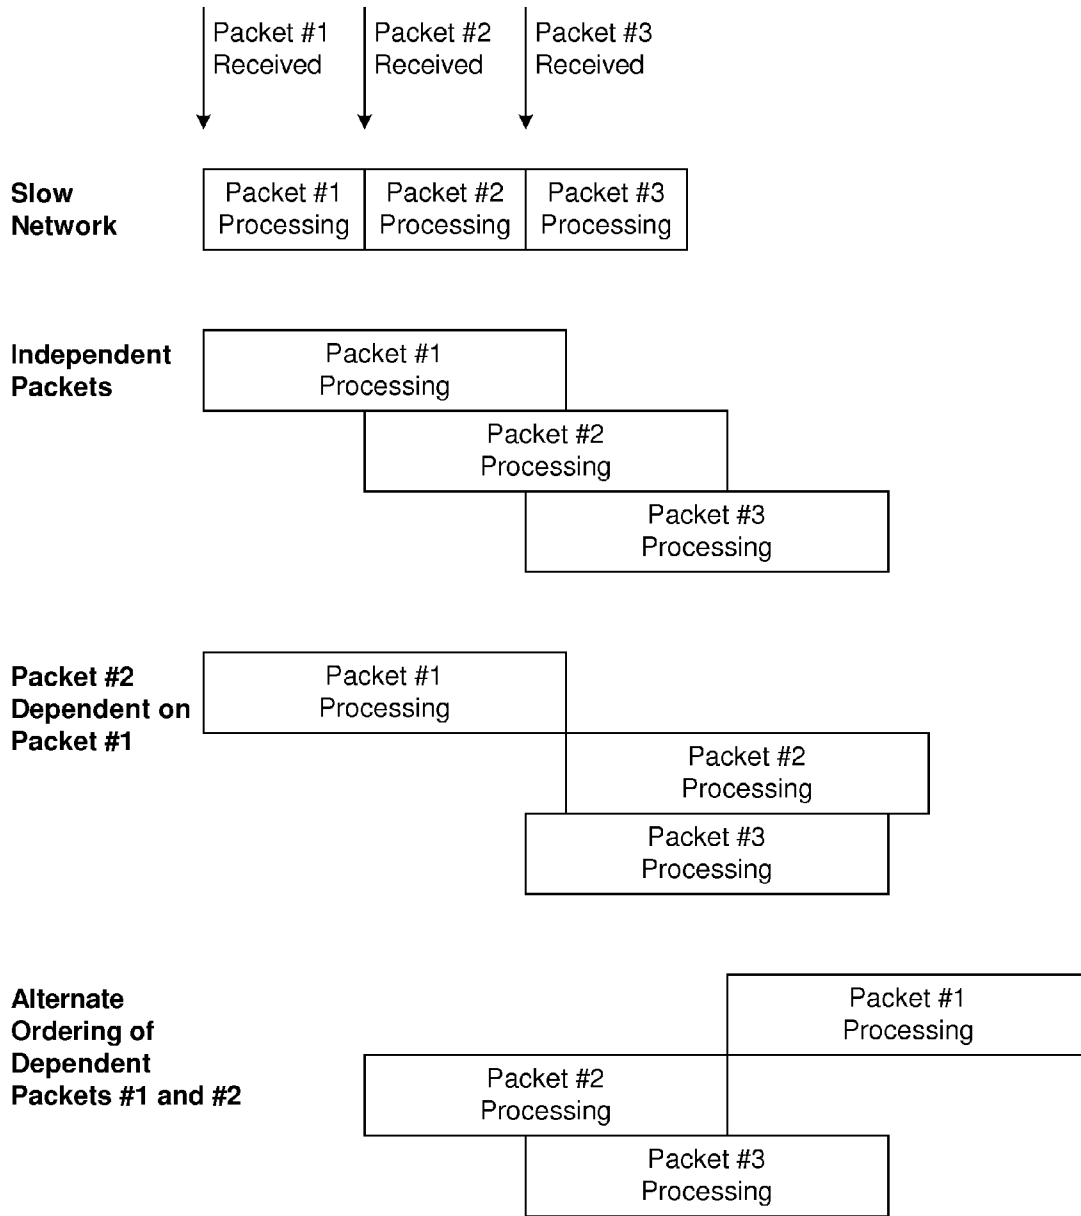 Packet #1
Received
Packet #2
Received
Packet #3
Received
Slow
Network
Packet #1
Processing
Packet #2
Processing
Packet #3
Processing
Independent
Packets
Packet #1
Processing
Packet #2
Processing
Packet #3
Processing
Packet #2
Dependent on
Packet #1
Packet #1
Processing
Packet #2
Processing
Packet #3
Processing
Alternate
Ordering of
Dependent
Packets #1 and #2
Packet #1
Processing
Packet #2
Processing
Packet #3
Processing